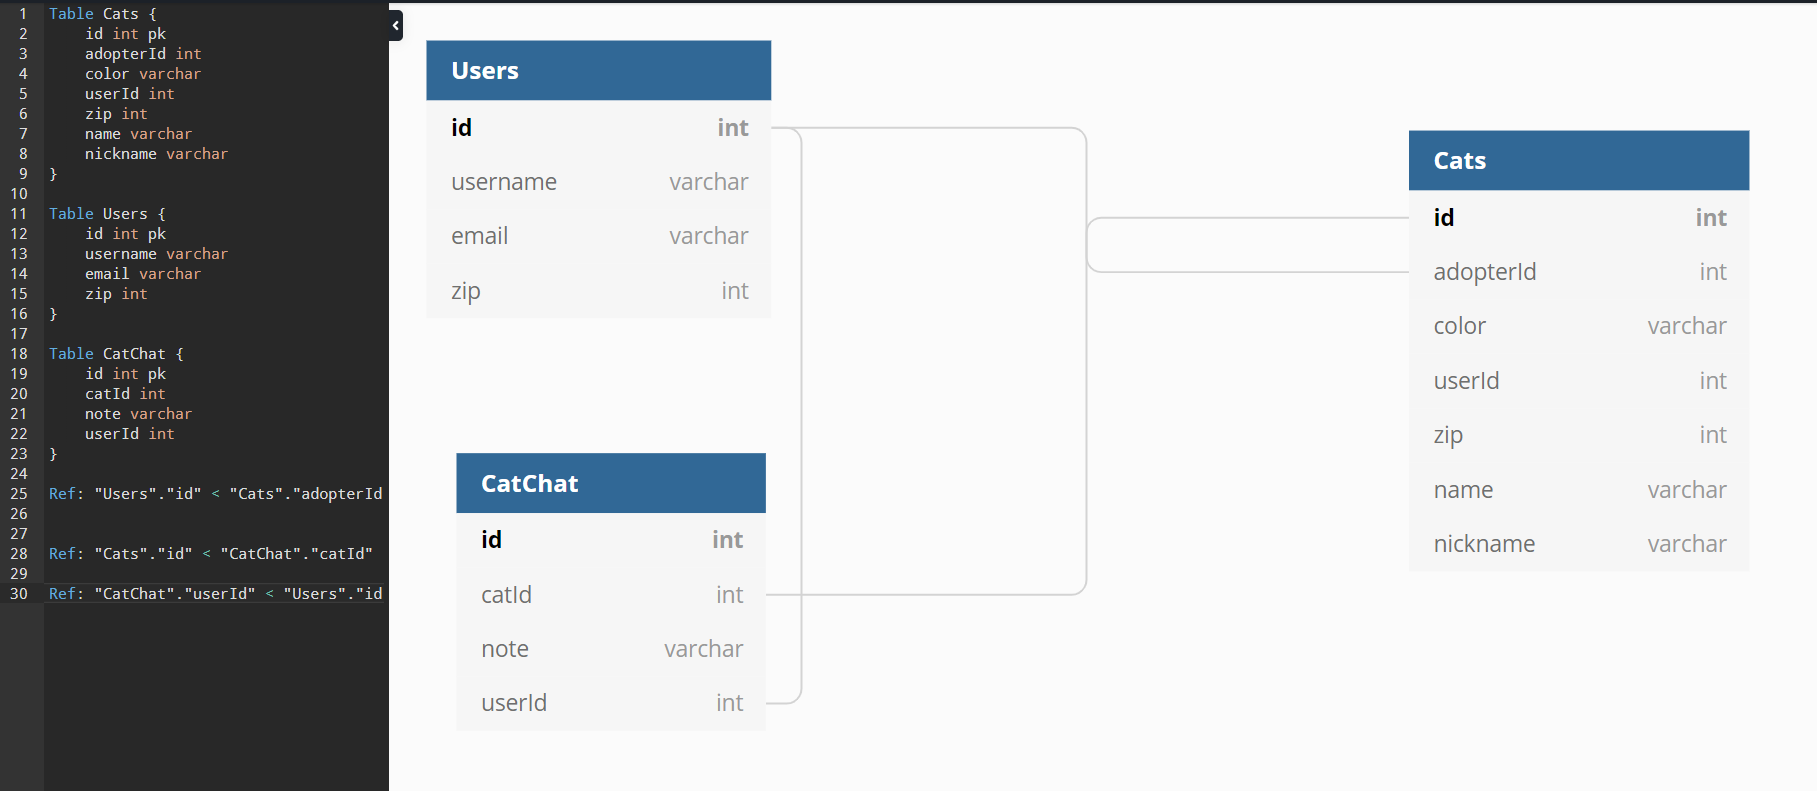 1 Table Cats {
2 id int pk
3 adopterId int
4 color varchar
5 userId int
6 zip int
7 name varchar
8 nickname varchar
9 }
10
11 Table Users {
12 id int pk
13 username varchar
14 email varchar
15 zip int
16 }
17
18 Table CatChat {
19 id int pk
20 catId int
21 note varchar
22 userId int
23 }
24
25 Ref: "Users"."id" < "Cats"."adopterId
26
27
28 Ref: "Cats"."id" < "CatChat"."catId"
29
30 Ref: "CatChat"."userId" < "Users"."id
Users
id int
username varchar
email varchar
zip int
CatChat
id int
catId int
note varchar
userId int
Cats
id int
adopterId int
color varchar
userId int
zip int
name varchar
nickname varchar